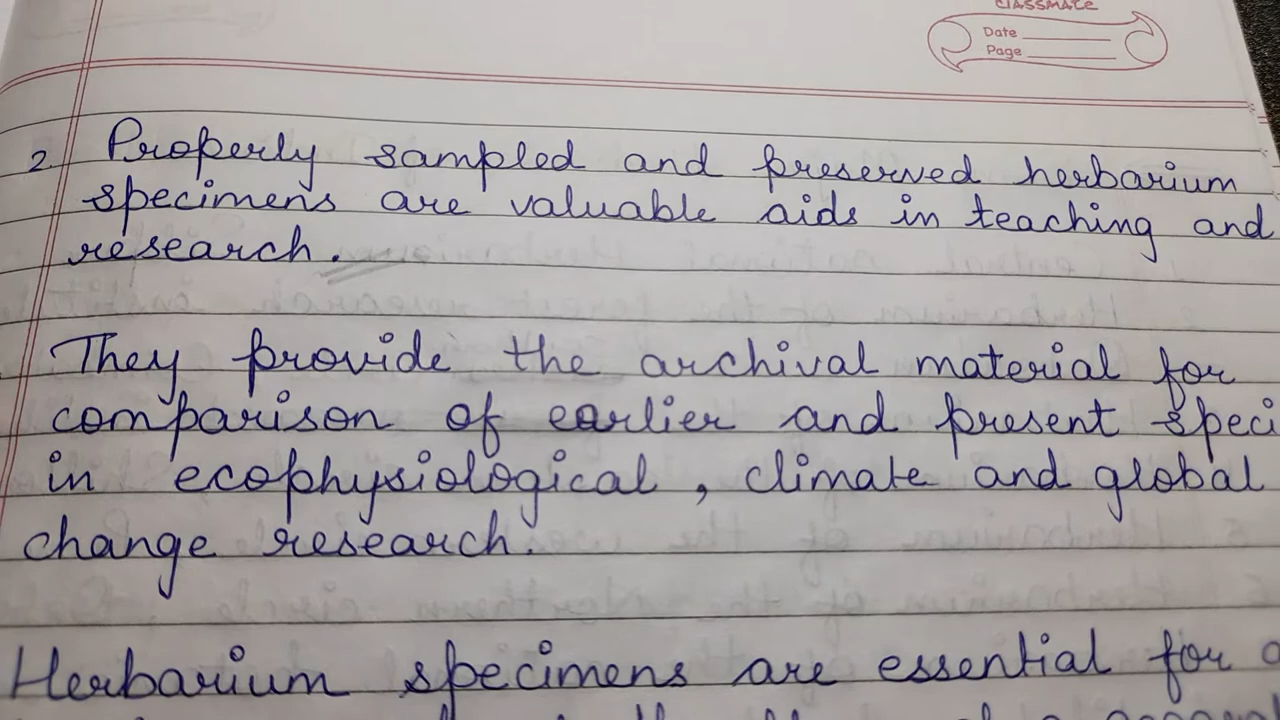 classmate
Date
Page
2. Properly sampled and preserved herbarium
specimens are valuable aids in teaching and
research.
They provide the archival material for
comparison of earlier and present speci
in ecophysiological, climate and global
change research.
Herbarium specimens are essential for